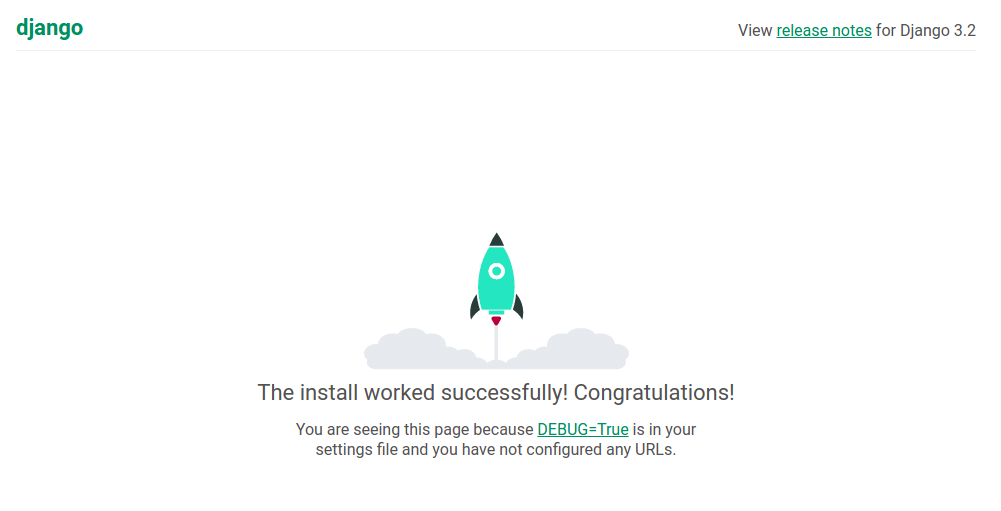 django
View release notes for Django 3.2
The install worked successfully! Congratulations!
You are seeing this page because DEBUG=True is in your
settings file and you have not configured any URLs.